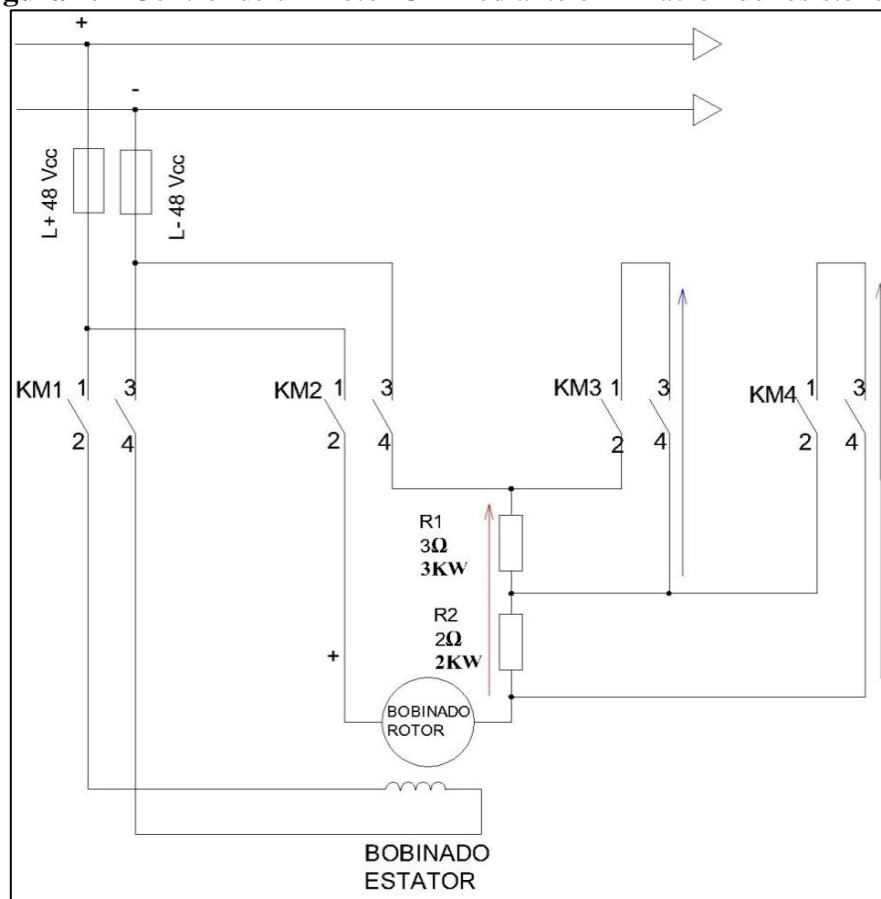 +
-
L+ 48 Vcc
L- 48 Vcc
KM1 1 3
2 4
KM2 1 3
2 4
KM3 1 3
2 4
KM4 1 3
2 4
R1
3Ω
3KW
R2
2Ω
2KW
+
BOBINADO
ROTOR
BOBINADO
ESTATOR